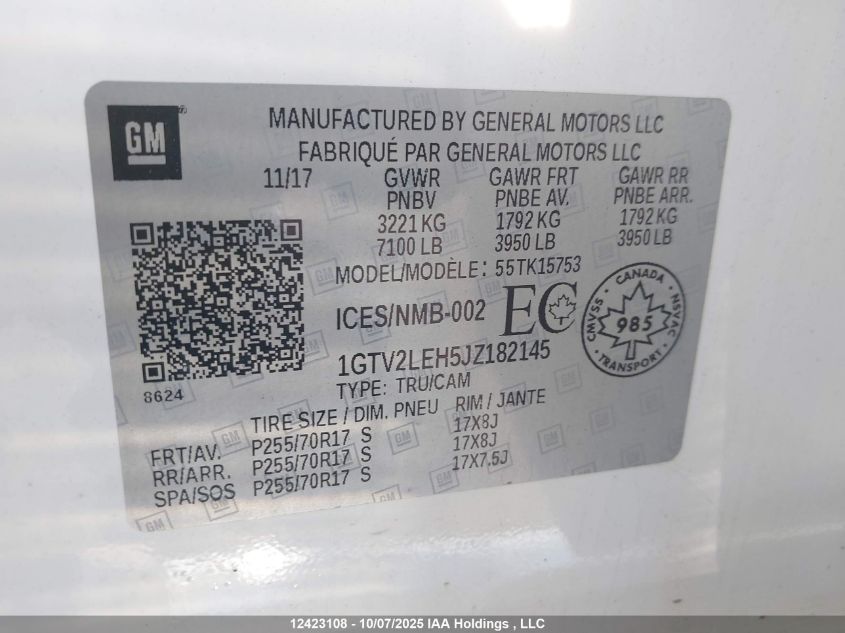 GM ®
MANUFACTURED BY GENERAL MOTORS LLC
FABRIQUÉ PAR GENERAL MOTORS LLC
11/17 GVWR GAWR FRT GAWR RR
PNBV PNBE AV. PNBE ARR.
3221 KG 1792 KG 1792 KG
7100 LB 3950 LB 3950 LB
MODEL/MODÈLE: 55TK15753
ICES/NMB-002 EC
CANADA
CMVSS 985 NSVAC
TRANSPORT
1GTV2LEH5JZ182145
TYPE: TRU/CAM
8624
TIRE SIZE / DIM. PNEU RIM / JANTE
FRT/AV. P255/70R17 S 17X8J
RR/ARR. P255/70R17 S 17X8J
SPA/SOS P255/70R17 S 17X7.5J
12423108 - 10/07/2025 IAA Holdings , LLC